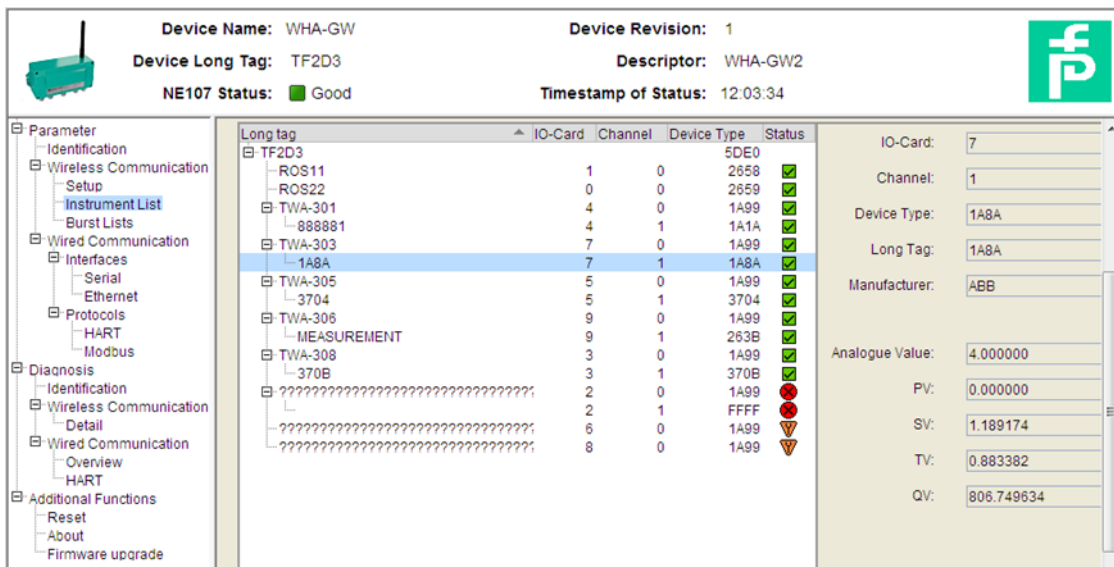 Device Name: WHA-GW Device Revision: 1
Device Long Tag: TF2D3 Descriptor: WHA-GW2
NE107 Status: Good Timestamp of Status: 12:03:34
Parameter
Identification
Wireless Communication
Setup
Instrument List
Burst Lists
Wired Communication
Interfaces
Serial
Ethernet
Protocols
HART
Modbus
Diagnosis
Identification
Wireless Communication
Detail
Wired Communication
Overview
HART
Additional Functions
Reset
About
Firmware upgrade
Long tag IO-Card Channel Device Type Status
TF2D3 5DE0
ROS11 1 0 2658
ROS22 0 0 2659
TWA-301 4 0 1A99
888881 4 1 1A1A
TWA-303 7 0 1A99
1A8A 7 1 1A8A
TWA-305 5 0 1A99
3704 5 1 3704
TWA-306 9 0 1A99
MEASUREMENT 9 1 263B
TWA-308 3 0 1A99
370B 3 1 370B
???????????????????????????????? 2 0 1A99
2 1 FFFF
???????????????????????????????? 6 0 1A99
???????????????????????????????? 8 0 1A99
IO-Card: 7
Channel: 1
Device Type: 1A8A
Long Tag: 1A8A
Manufacturer: ABB
Analogue Value: 4.000000
PV: 0.000000
SV: 1.189174
TV: 0.883382
QV: 806.749634